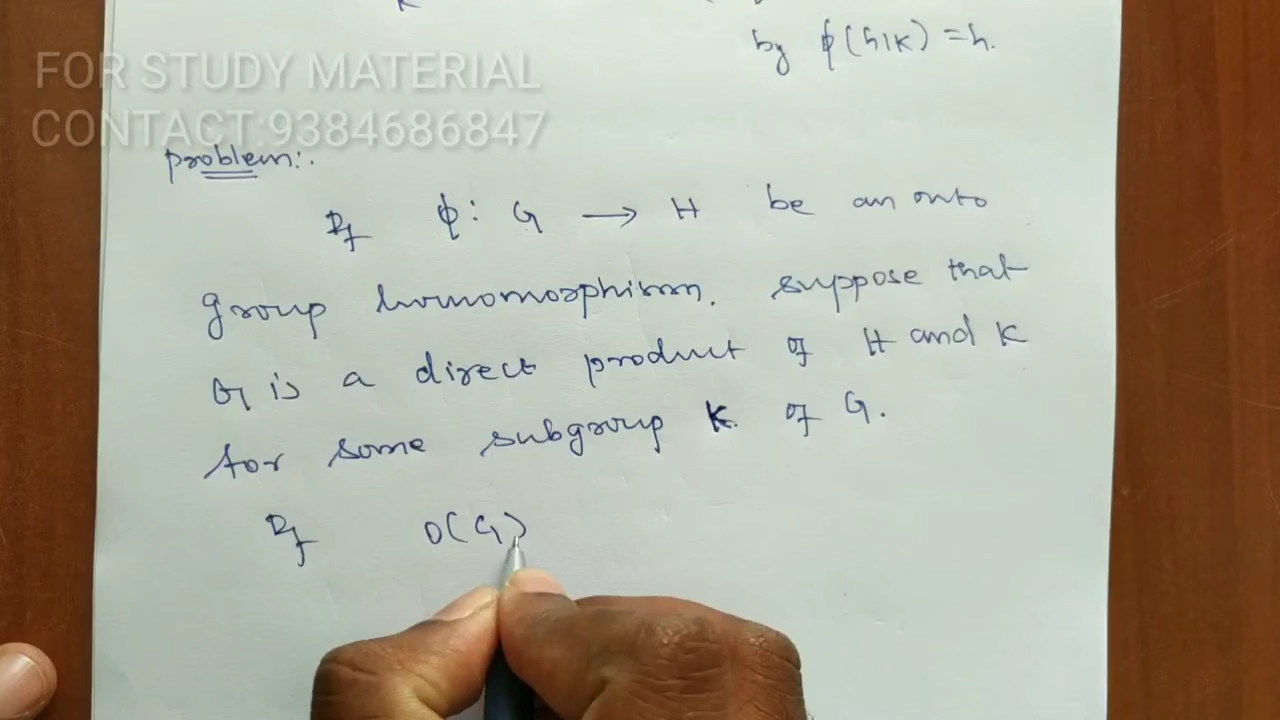 K
by φ(h,k) = h.
FOR STUDY MATERIAL
CONTACT:9384686847
problem:.
If φ: G → H be an onto
group homomorphism. suppose that
G is a direct product of H and K
for some subgroup K. of G.
If O(G)